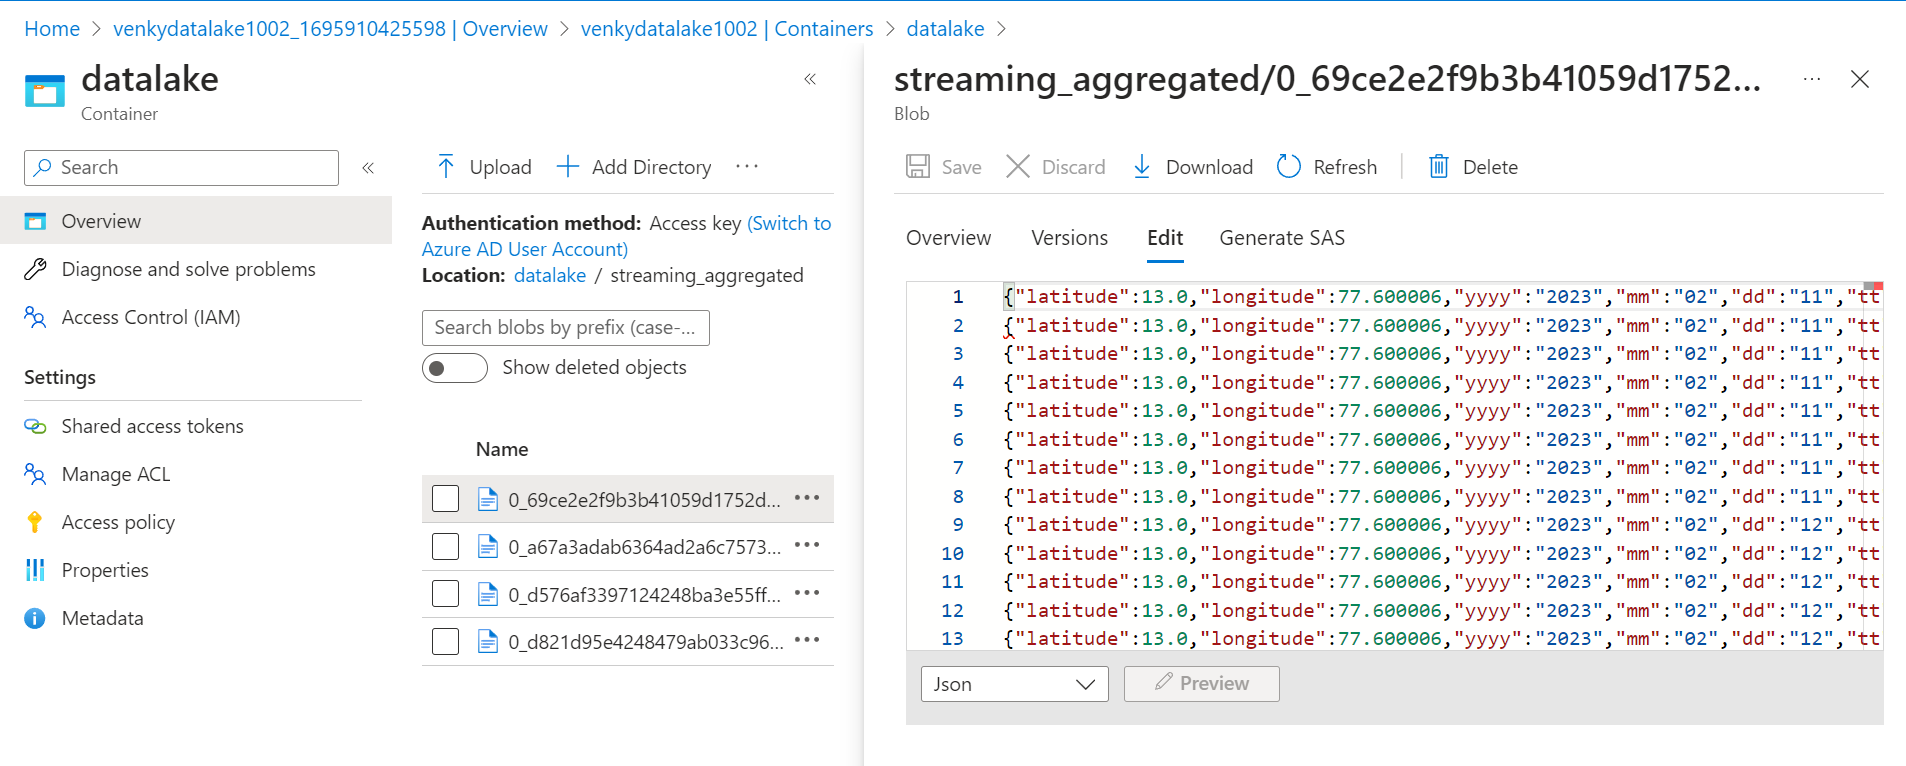 Home > venkydatalake1002_1695910425598 | Overview > venkydatalake1002 | Containers > datalake >
datalake
Container
Search
Overview
Diagnose and solve problems
Access Control (IAM)
Settings
Shared access tokens
Manage ACL
Access policy
Properties
Metadata
Upload Add Directory ...
Authentication method: Access key (Switch to
Azure AD User Account)
Location: datalake / streaming_aggregated
Search blobs by prefix (case-...
Show deleted objects
Name
0_69ce2e2f9b3b41059d1752d... ...
0_a67a3adab6364ad2a6c7573... ...
0_d576af3397124248ba3e55ff... ...
0_d821d95e4248479ab033c96... ...
streaming_aggregated/0_69ce2e2f9b3b41059d1752... ...
Blob
Save Discard Download Refresh Delete
Overview Versions Edit Generate SAS
1 {"latitude":13.0,"longitude":77.600006,"yyyy":"2023","mm":"02","dd":"11","tt
2 {"latitude":13.0,"longitude":77.600006,"yyyy":"2023","mm":"02","dd":"11","tt
3 {"latitude":13.0,"longitude":77.600006,"yyyy":"2023","mm":"02","dd":"11","tt
4 {"latitude":13.0,"longitude":77.600006,"yyyy":"2023","mm":"02","dd":"11","tt
5 {"latitude":13.0,"longitude":77.600006,"yyyy":"2023","mm":"02","dd":"11","tt
6 {"latitude":13.0,"longitude":77.600006,"yyyy":"2023","mm":"02","dd":"11","tt
7 {"latitude":13.0,"longitude":77.600006,"yyyy":"2023","mm":"02","dd":"11","tt
8 {"latitude":13.0,"longitude":77.600006,"yyyy":"2023","mm":"02","dd":"11","tt
9 {"latitude":13.0,"longitude":77.600006,"yyyy":"2023","mm":"02","dd":"12","tt
10 {"latitude":13.0,"longitude":77.600006,"yyyy":"2023","mm":"02","dd":"12","tt
11 {"latitude":13.0,"longitude":77.600006,"yyyy":"2023","mm":"02","dd":"12","tt
12 {"latitude":13.0,"longitude":77.600006,"yyyy":"2023","mm":"02","dd":"12","tt
13 {"latitude":13.0,"longitude":77.600006,"yyyy":"2023","mm":"02","dd":"12","tt
Json Preview